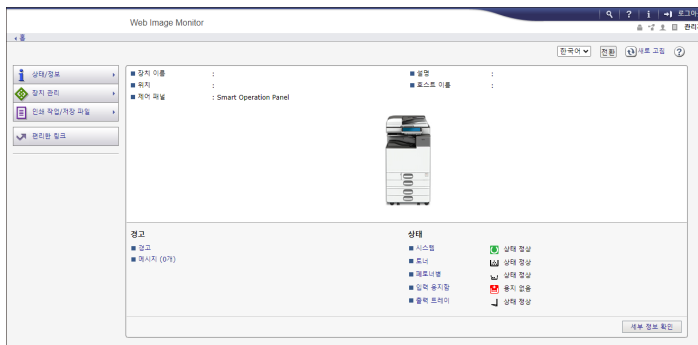 Web Image Monitor
로그아
관리
홈
한국어
전환
새로 고침
상태/정보
장치 관리
인쇄 작업/저장 파일
편리한 링크
장치 이름 :
위치 :
제어 패널 : Smart Operation Panel
설명 :
호스트 이름 :
경고
경고
메시지 (0개)
상태
시스템 상태 정상
토너 상태 정상
폐토너병 상태 정상
입력 용지함 용지 없음
출력 트레이 상태 정상
세부 정보 확인